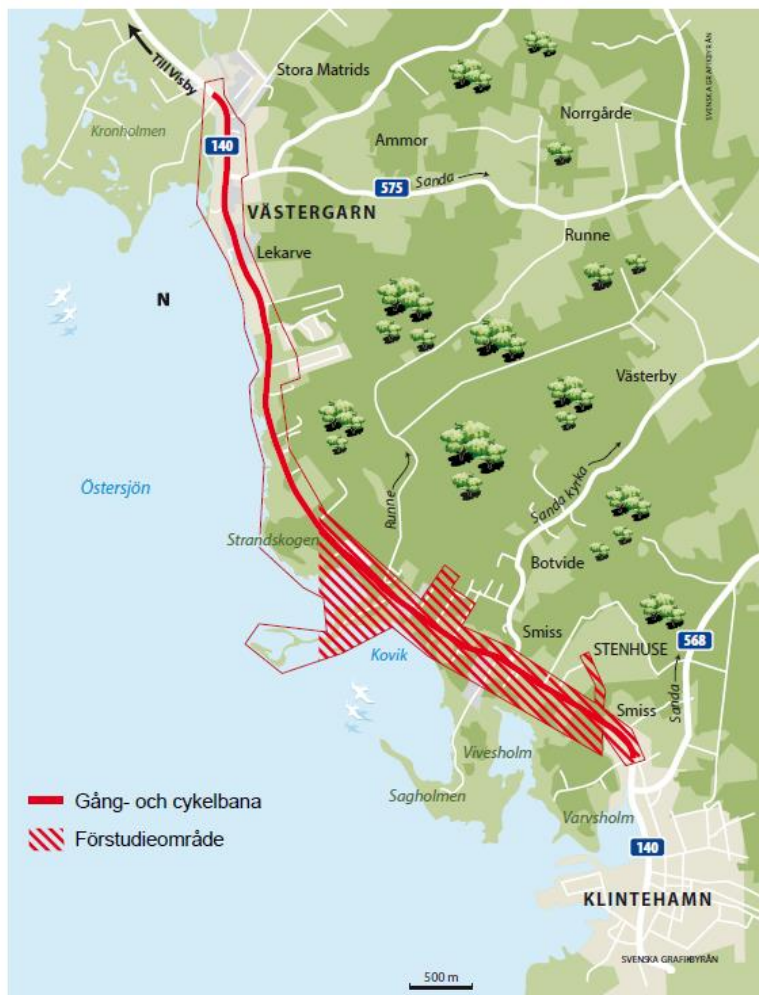 Till Visby
Stora Matrids
SVENSKA GRAFIKBYRÅN
Kronholmen
Norrgårde
Ammor
140
575
Sanda
VÄSTERGARN
Runne
Lekarve
N
Västerby
Östersjön
Runne
Sanda kyrka
Strandskogen
Botvide
Smiss
STENHUSE
568
Kovik
Sanda
Smiss
Vivesholm
Sagholmen
Gång- och cykelbana
Varvsholm
Förstudieområde
140
KLINTEHAMN
SVENSKA GRAFIKBYRÅN
500 m